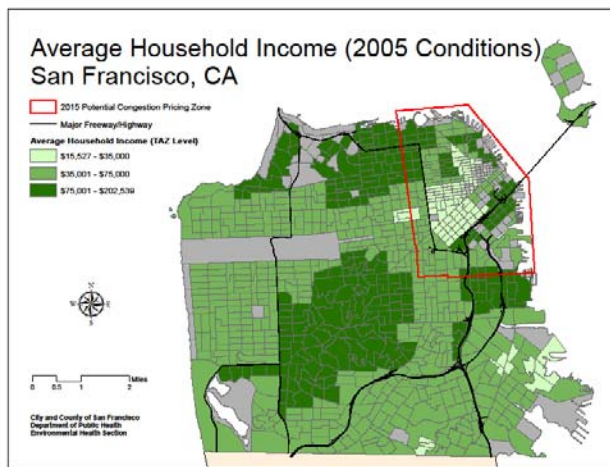 Average Household Income (2005 Conditions)
San Francisco, CA
2015 Potential Congestion Pricing Zone
Major Freeway/Highway
Average Household Income (TAZ Level)
$15,527 - $35,000
$35,001 - $75,000
$75,001 - $202,539
N
W
E
S
0 0.5 1 2 Miles
City and County of San Francisco
Department of Public Health
Environmental Health Section